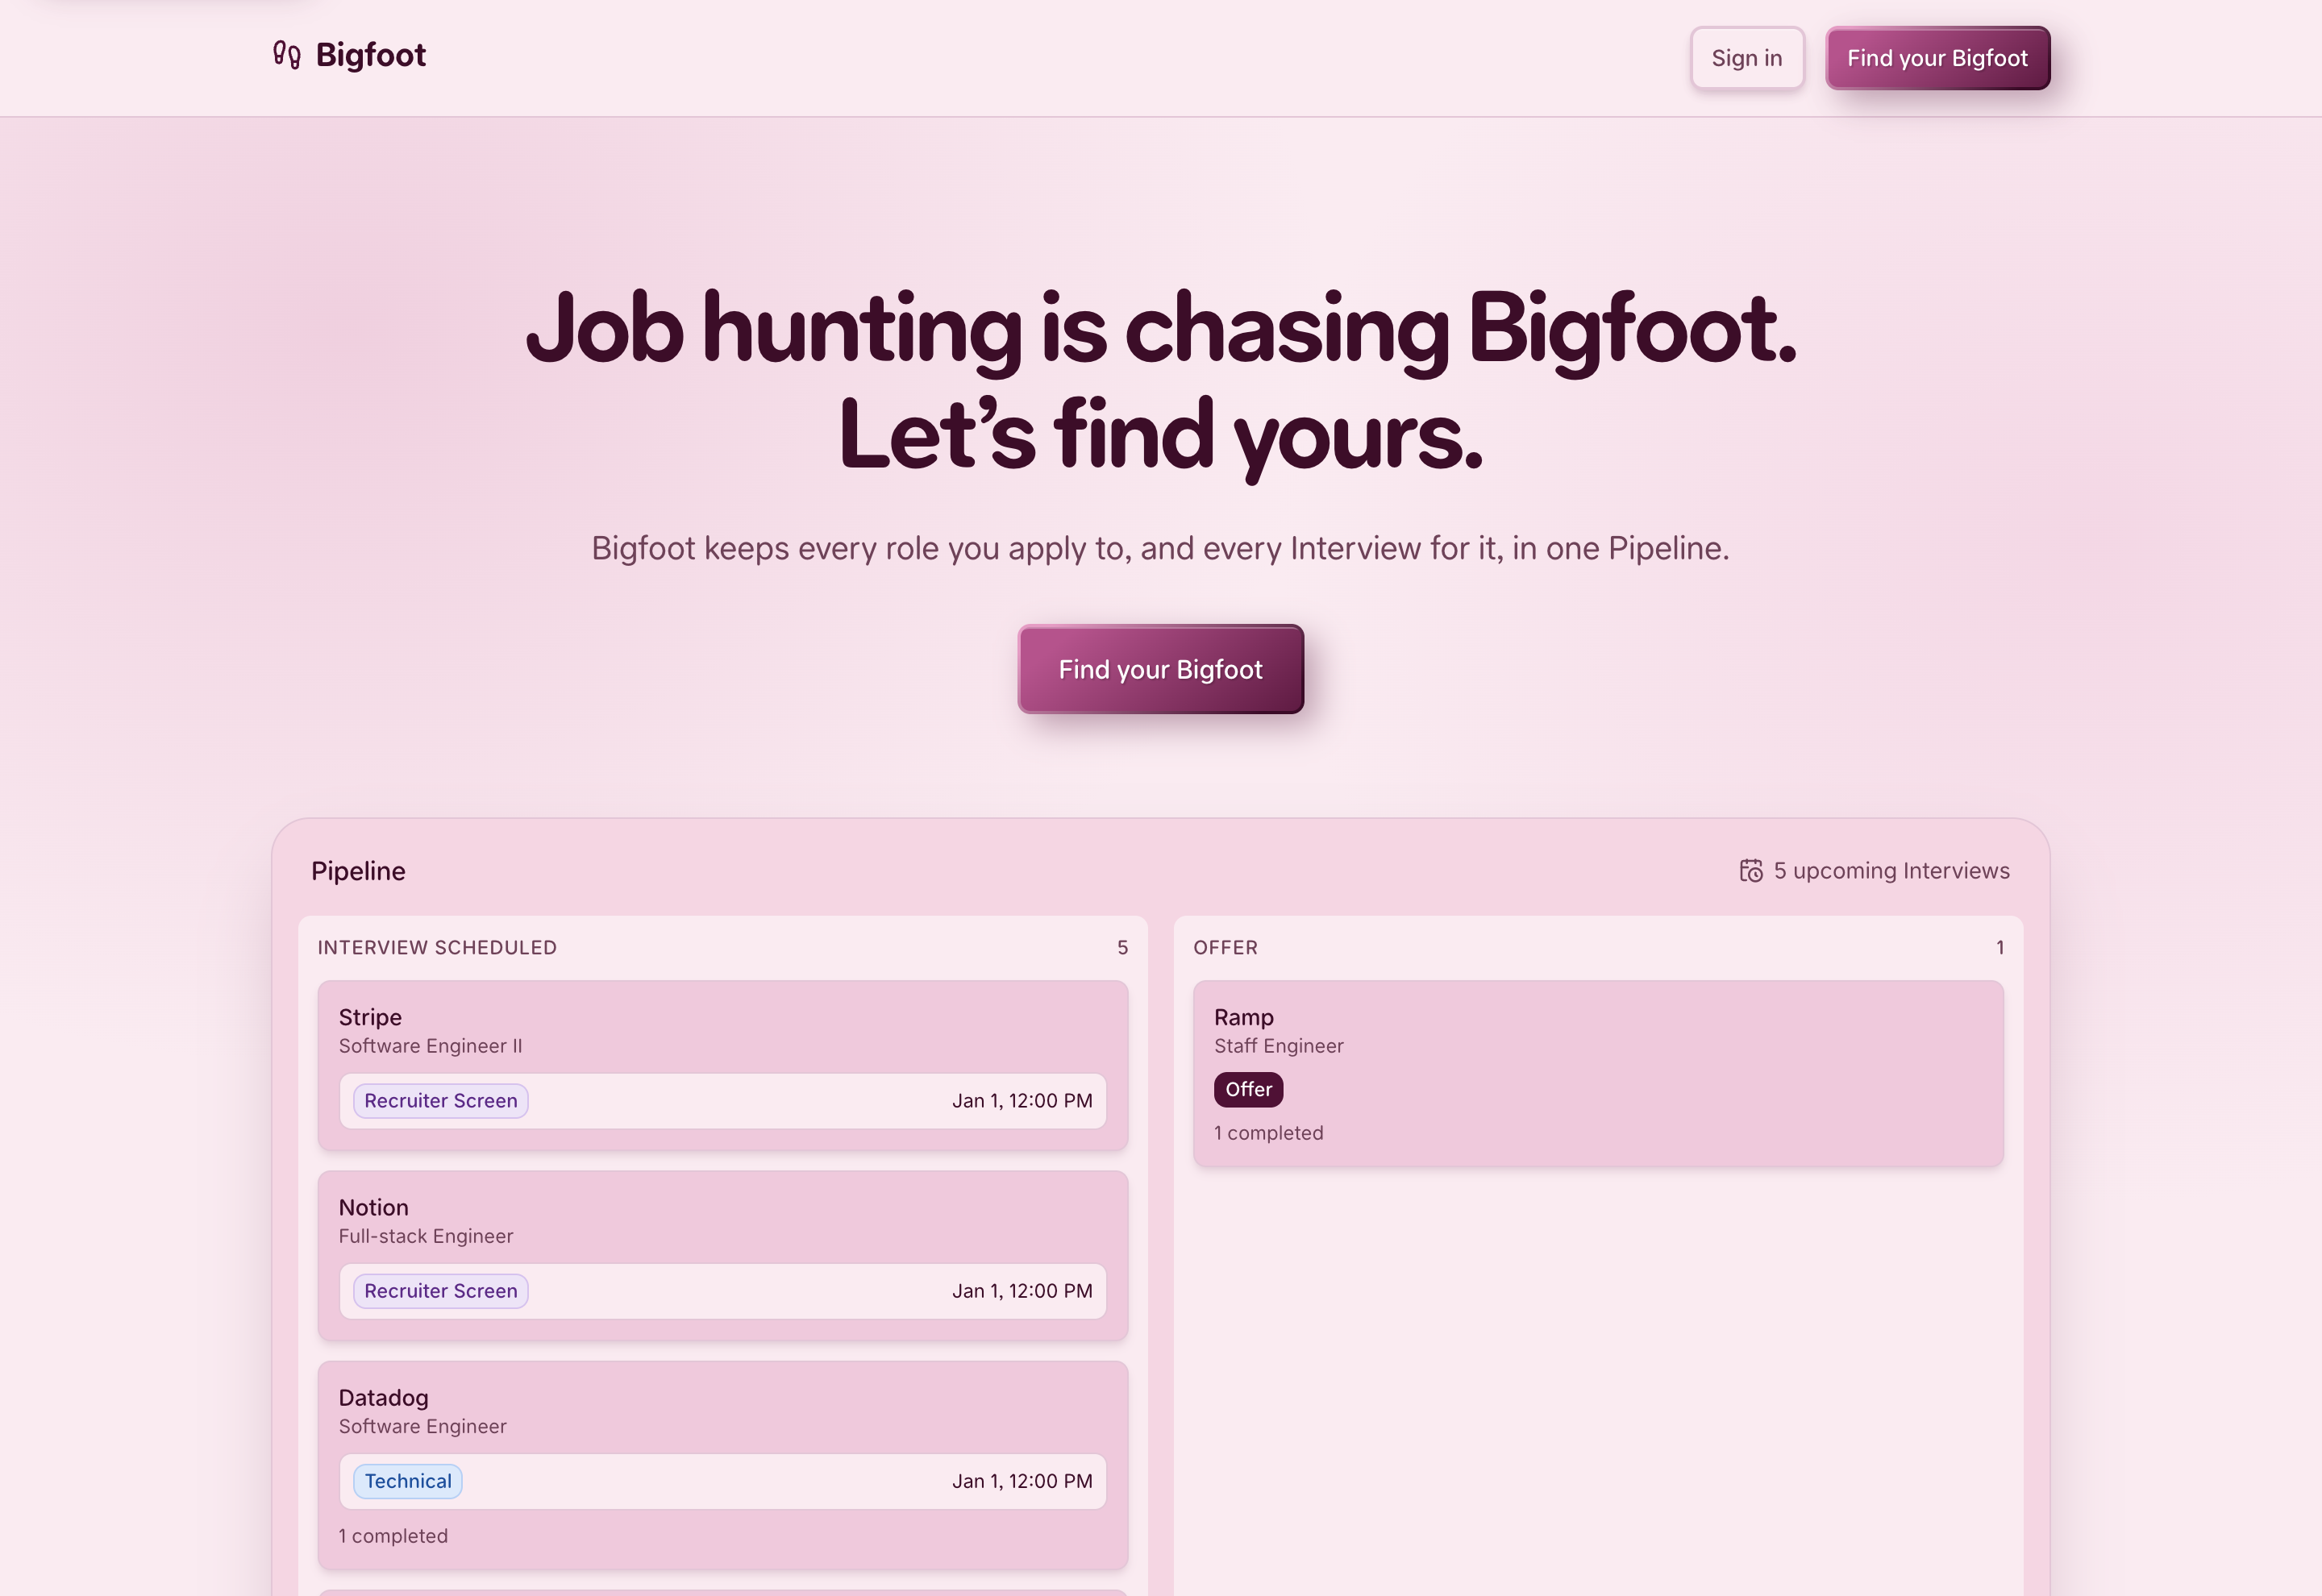 Bigfoot
Sign in
Find your Bigfoot
Job hunting is chasing Bigfoot.
Let’s find yours.
Bigfoot keeps every role you apply to, and every Interview for it, in one Pipeline.
Find your Bigfoot
Pipeline
5 upcoming Interviews
INTERVIEW SCHEDULED
5
Stripe
Software Engineer II
Recruiter Screen
Jan 1, 12:00 PM
Notion
Full-stack Engineer
Recruiter Screen
Jan 1, 12:00 PM
Datadog
Software Engineer
Technical
Jan 1, 12:00 PM
1 completed
OFFER
1
Ramp
Staff Engineer
Offer
1 completed